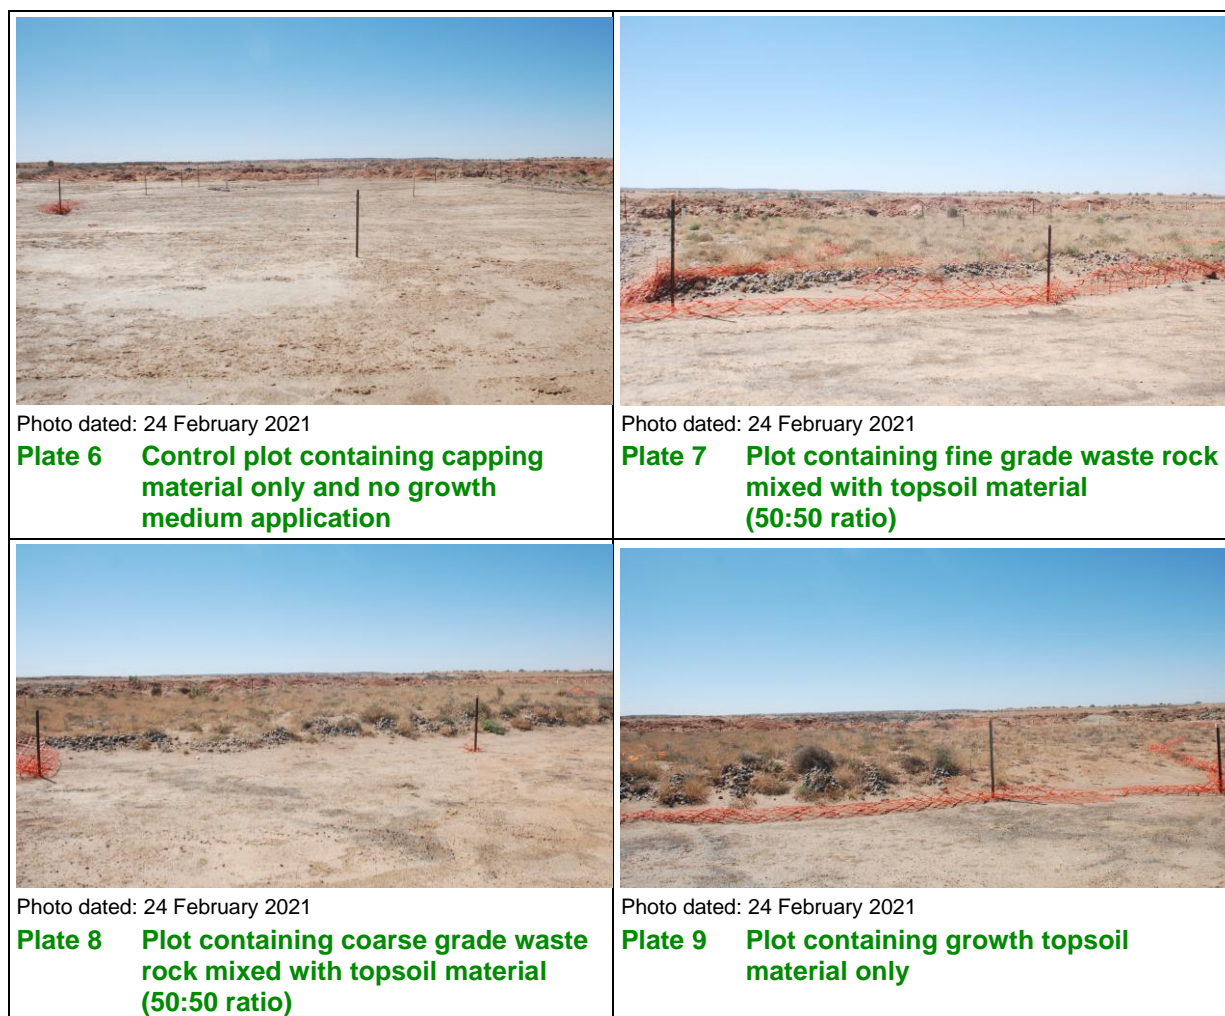 Photo dated: 24 February 2021
Plate 6 Control plot containing capping
material only and no growth
medium application
Photo dated: 24 February 2021
Plate 7 Plot containing fine grade waste rock
mixed with topsoil material
(50:50 ratio)
Photo dated: 24 February 2021
Plate 8 Plot containing coarse grade waste
rock mixed with topsoil material
(50:50 ratio)
Photo dated: 24 February 2021
Plate 9 Plot containing growth topsoil
material only